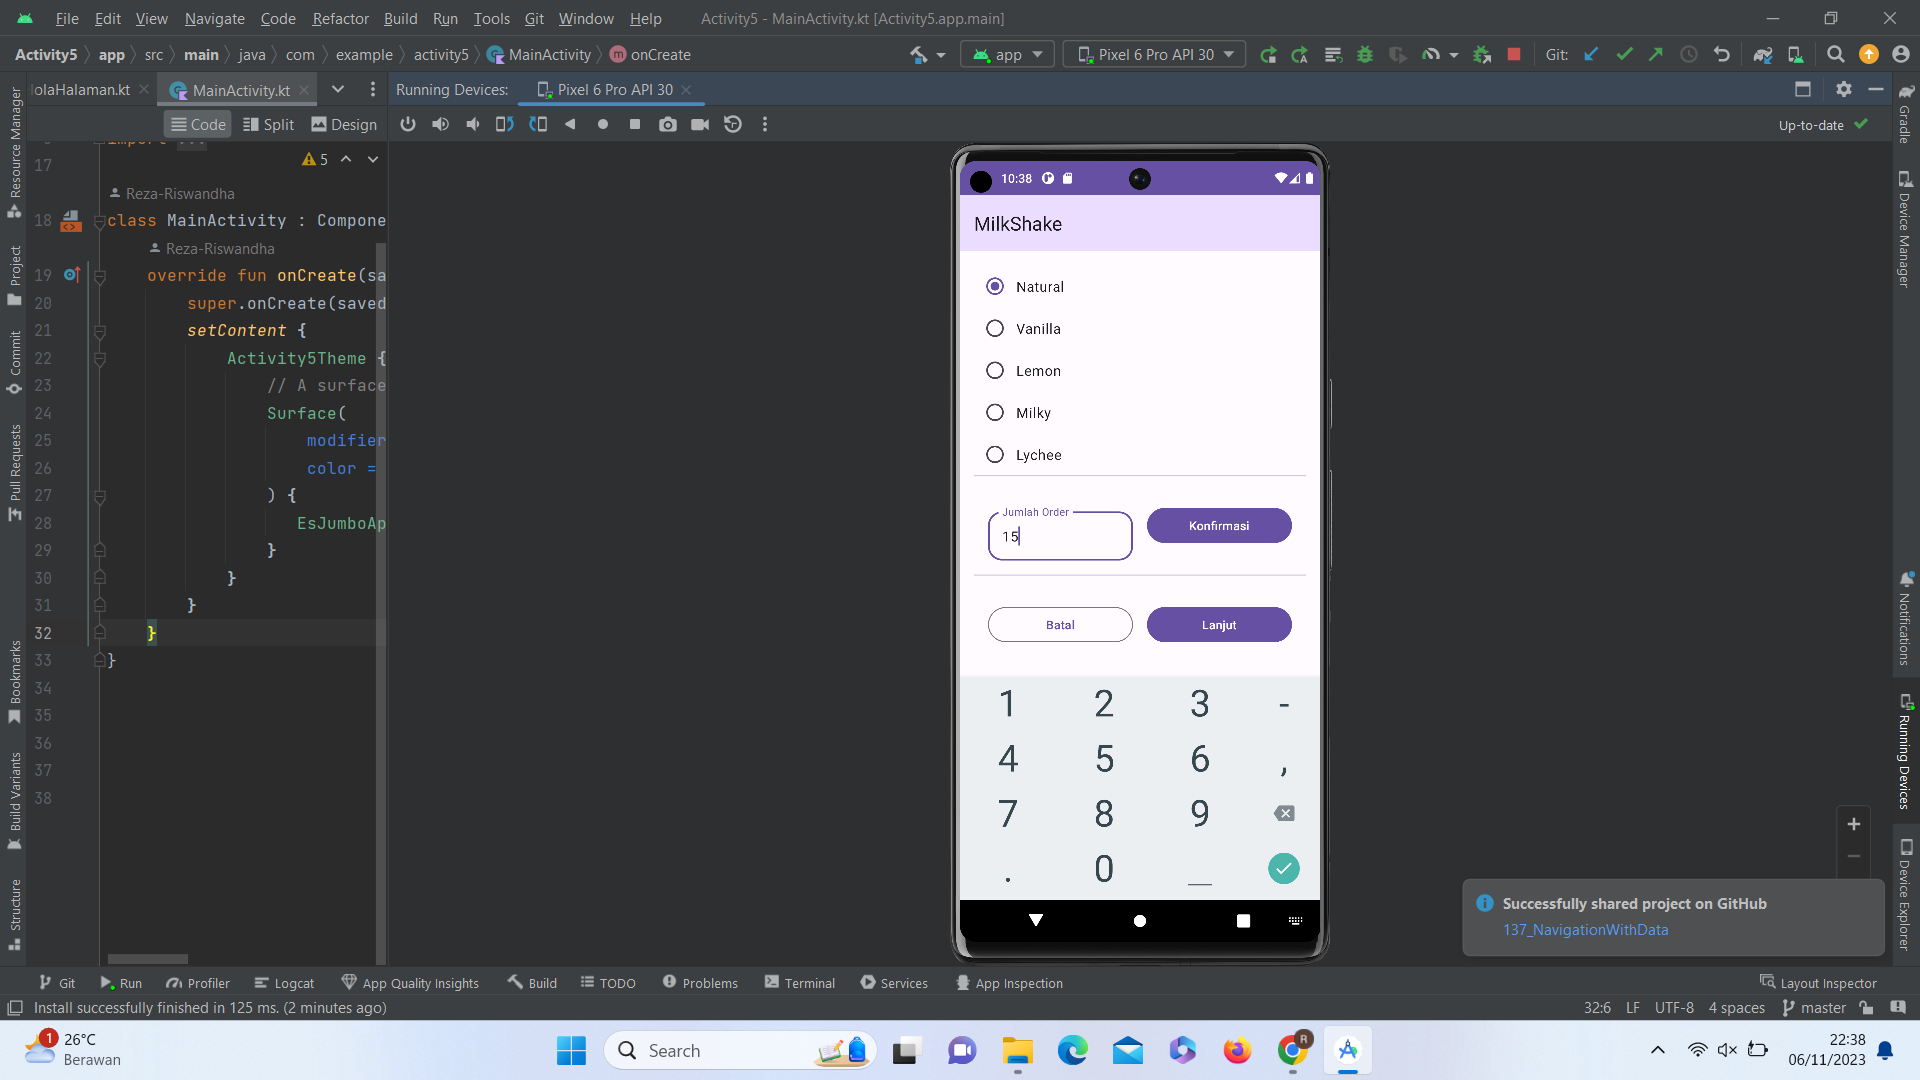 File Edit View Navigate Code Refactor Build Run Tools Git Window Help Activity5 - MainActivity.kt [Activity5.app.main]
Activity5 app src main java com example activity5 MainActivity onCreate app Pixel 6 Pro API 30 Git:
lolaHalaman.kt MainActivity.kt Running Devices: Pixel 6 Pro API 30
Code Split Design Up-to-date
import ...
5
17
Reza-Riswandha
18 class MainActivity : Compone
Reza-Riswandha
19 override fun onCreate(sa
20 super.onCreate(saved
21 setContent {
22 Activity5Theme {
23 // A surface
24 Surface(
25 modifier
26 color =
27 ) {
28 EsJumboAp
29 }
30 }
31 }
32 }
33 }
34
35
36
37
38
Resource Manager
Project
Commit
Pull Requests
Bookmarks
Build Variants
Structure
10:38
MilkShake
Natural
Vanilla
Lemon
Milky
Lychee
Jumlah Order
15
Konfirmasi
Batal Lanjut
1 2 3 -
4 5 6 ,
7 8 9
. 0
Gradle
Device Manager
Notifications
Running Devices
Device Explorer
+
−
Successfully shared project on GitHub
137_NavigationWithData
Git Run Profiler Logcat App Quality Insights Build TODO Problems Terminal Services App Inspection Layout Inspector
Install successfully finished in 125 ms. (2 minutes ago) 32:6 LF UTF-8 4 spaces master
1
26°C
Berawan
Search
R
22:38
06/11/2023